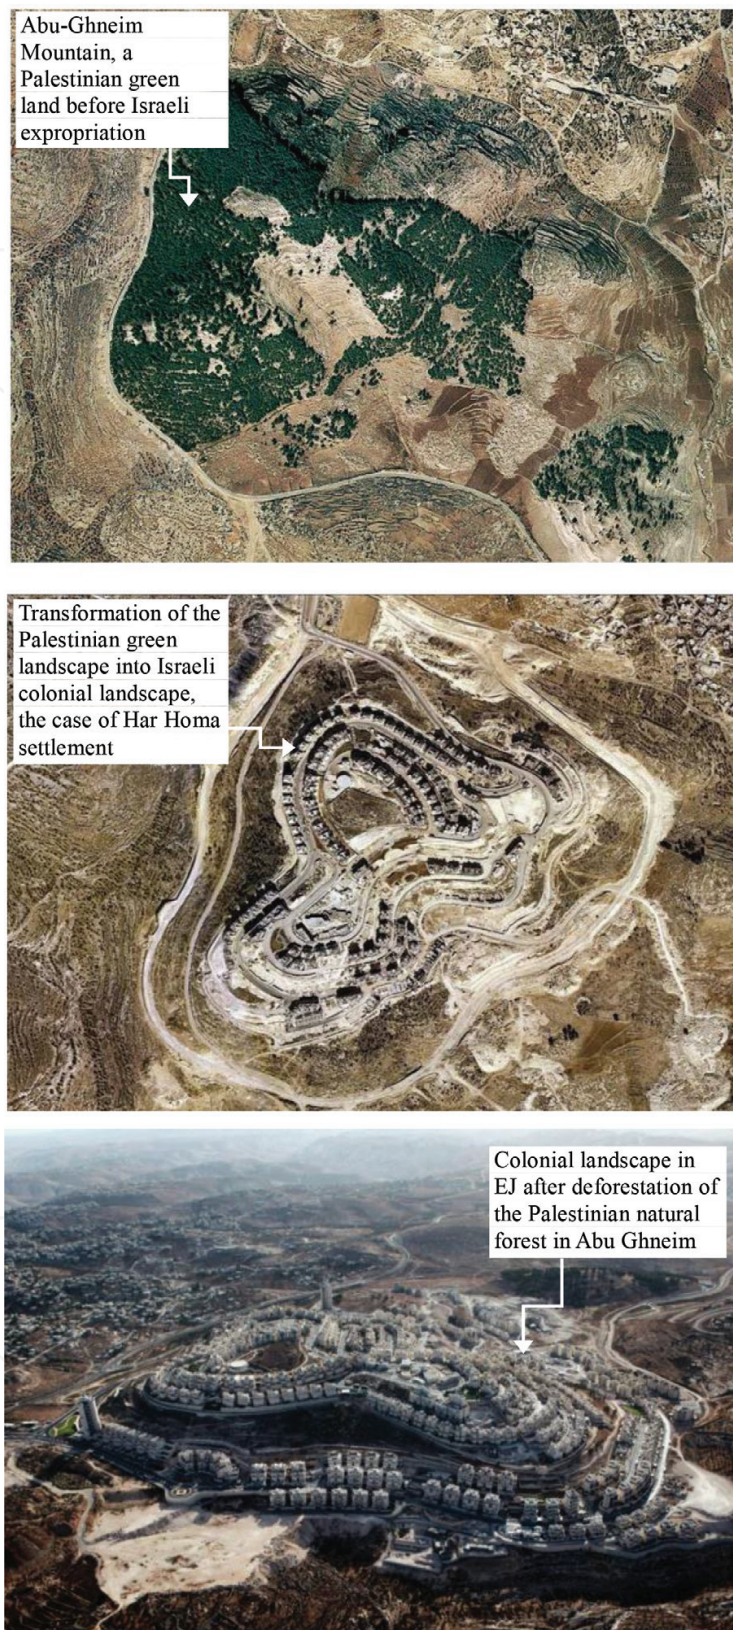 Abu-Ghneim
Mountain, a
Palestinian green
land before Israeli
expropriation
Transformation of the
Palestinian green
landscape into Israeli
colonial landscape,
the case of Har Homa
settlement
Colonial landscape in
EJ after deforestation of
the Palestinian natural
forest in Abu Ghneim